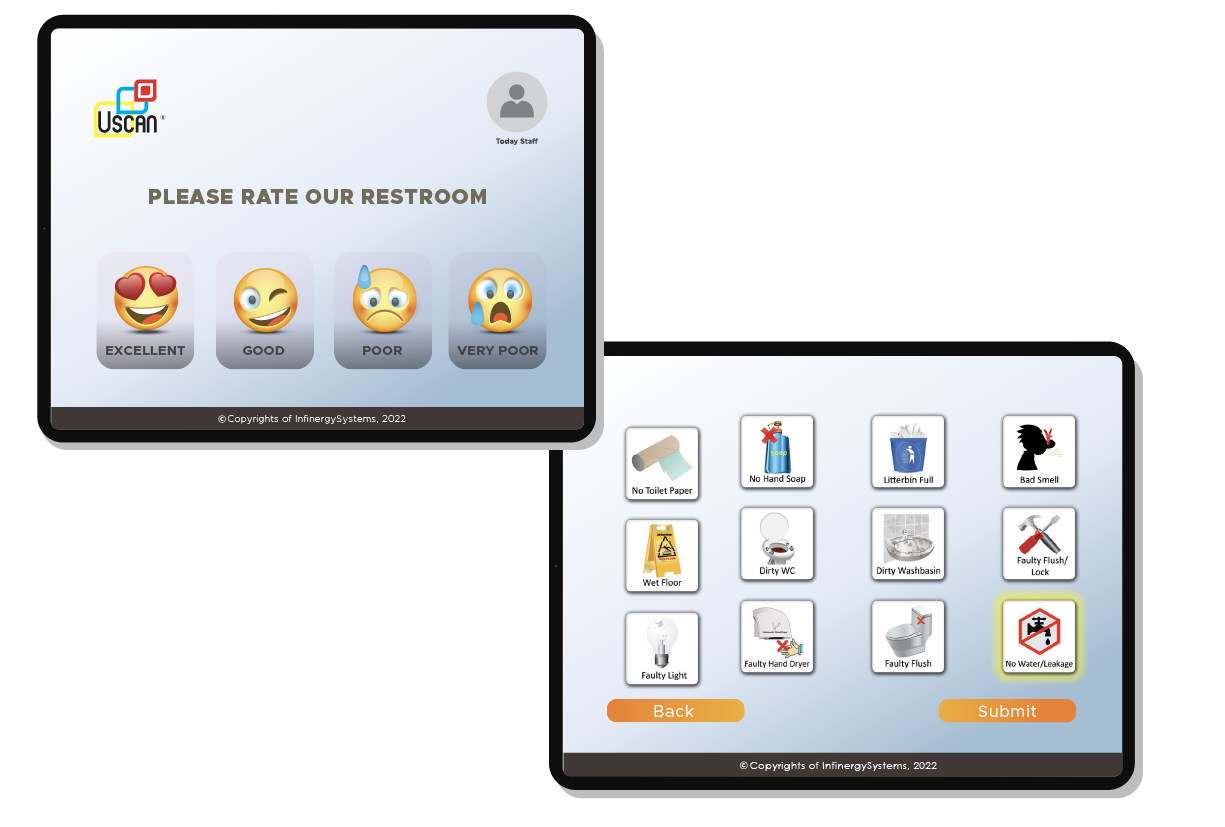 USCAN®
Today Staff
PLEASE RATE OUR RESTROOM
EXCELLENT
GOOD
POOR
VERY POOR
©Copyrights of InfinergySystems, 2022
No Toilet Paper
SOAP
No Hand Soap
Litterbin Full
Bad Smell
Wet Floor
Dirty WC
Dirty Washbasin
Faulty Flush/
Lock
Faulty Light
Faulty Hand Dryer
Faulty Flush
No Water/Leakage
Back
Submit
©Copyrights of InfinergySystems, 2022